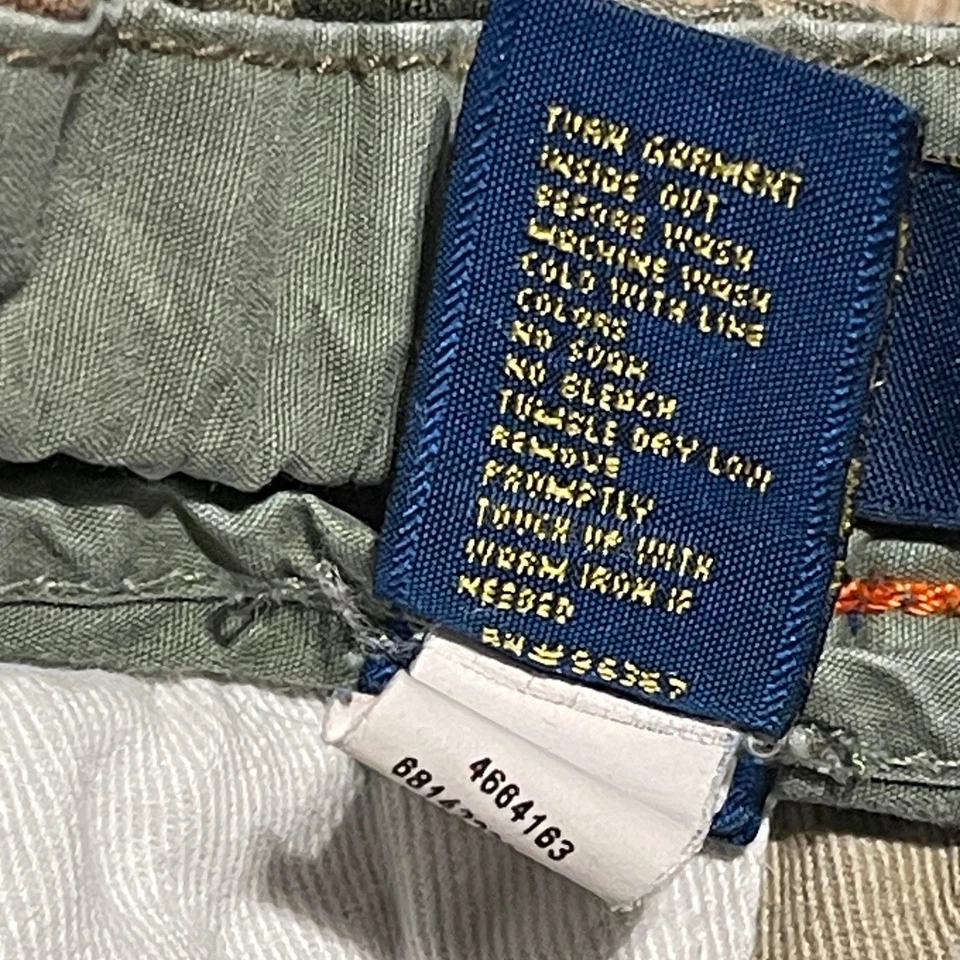 TURN GARMENT
INSIDE OUT
BEFORE WASH
MACHINE WASH
COLD WITH LIKE
COLORS
NO SOAK
NO BLEACH
TUMBLE DRY LOW
REMOVE
PROMPTLY
TOUCH UP WITH
WARM IRON IF
NEEDED
RN#
4664163